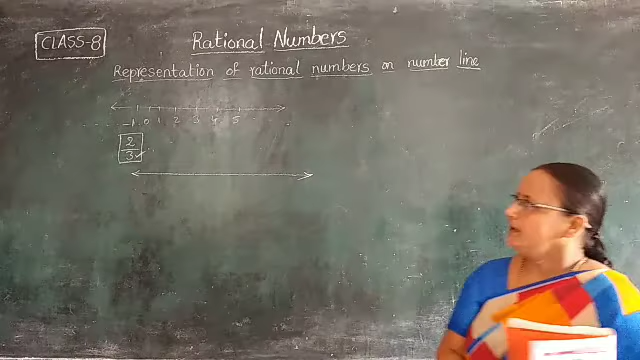 CLASS-8
Rational Numbers
Representation of rational numbers on number line
-1 0 1 2 3 4 5
2
3